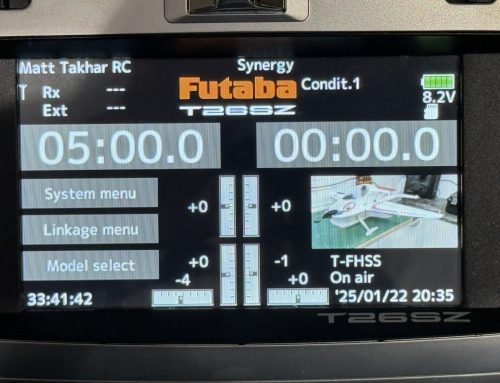 Matt Takhar RC
Synergy
Rx ---
Ext ---
Futaba
T26SZ
Condit.1
8.2V
05:00.0
00:00.0
System menu
Linkage menu
Model select
+0
+0
+0
-4
-1
+0
T-FHSS
On air
33:41:42
'25/01/22 20:35
T26SZ